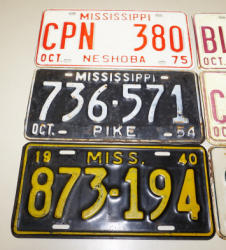 MISSISSIPPI
CPN 380
OCT. NESHOBA 75
MISSISSIPPI
736·571
OCT. PIKE 54
19 MISS. 40
873-194